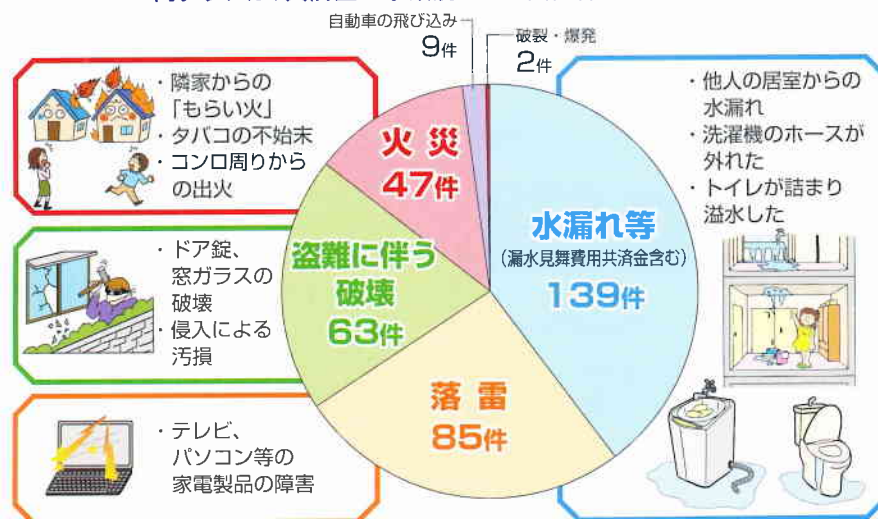 自動車の飛び込み
9件
破裂・爆発
2件
・隣家からの
「もらい火」
・タバコの不始末
・コンロ周りから
の出火
火災
47件
・他人の居室からの
水漏れ
・洗濯機のホースが
外れた
・トイレが詰まり
溢水した
水漏れ等
(漏水見舞費用共済金含む)
139件
・ドア錠、
窓ガラスの
破壊
・侵入による
汚損
盗難に伴う
破壊
63件
落雷
85件
・テレビ、
パソコン等の
家電製品の障害